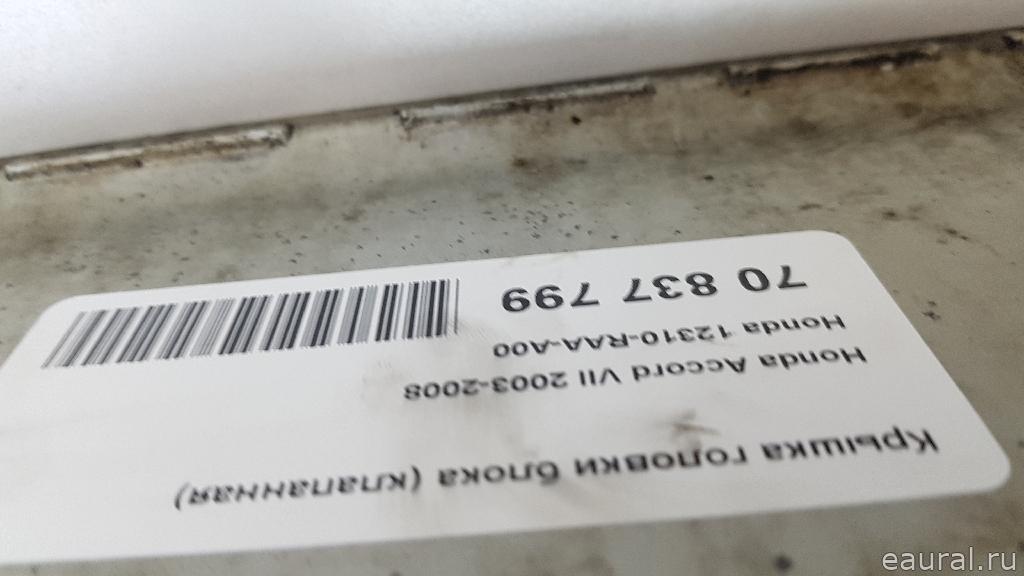 Крышка головки блока (клапанная)
Honda Accord VII 2003-2008
Honda 12310-RAA-A00
70 837 799
eaural.ru